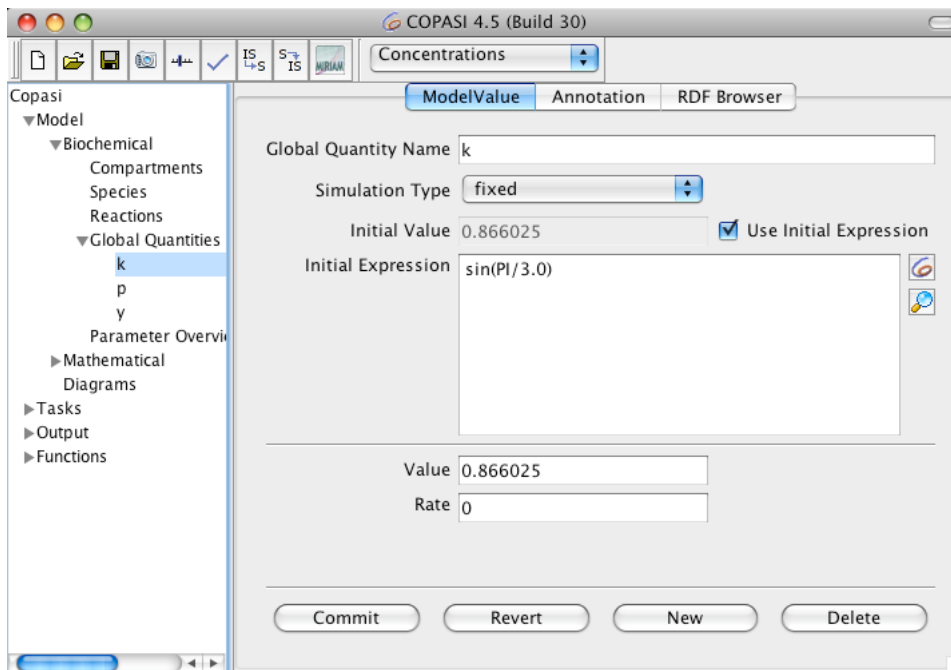 COPASI 4.5 (Build 30)
IS S S IS MIRIAM Concentrations
Copasi
Model
Biochemical
Compartments
Species
Reactions
Global Quantities
k
p
y
Parameter Overvi
Mathematical
Diagrams
Tasks
Output
Functions
ModelValue Annotation RDF Browser
Global Quantity Name k
Simulation Type fixed
Initial Value 0.866025 Use Initial Expression
Initial Expression sin(PI/3.0)
Value 0.866025
Rate 0
Commit Revert New Delete